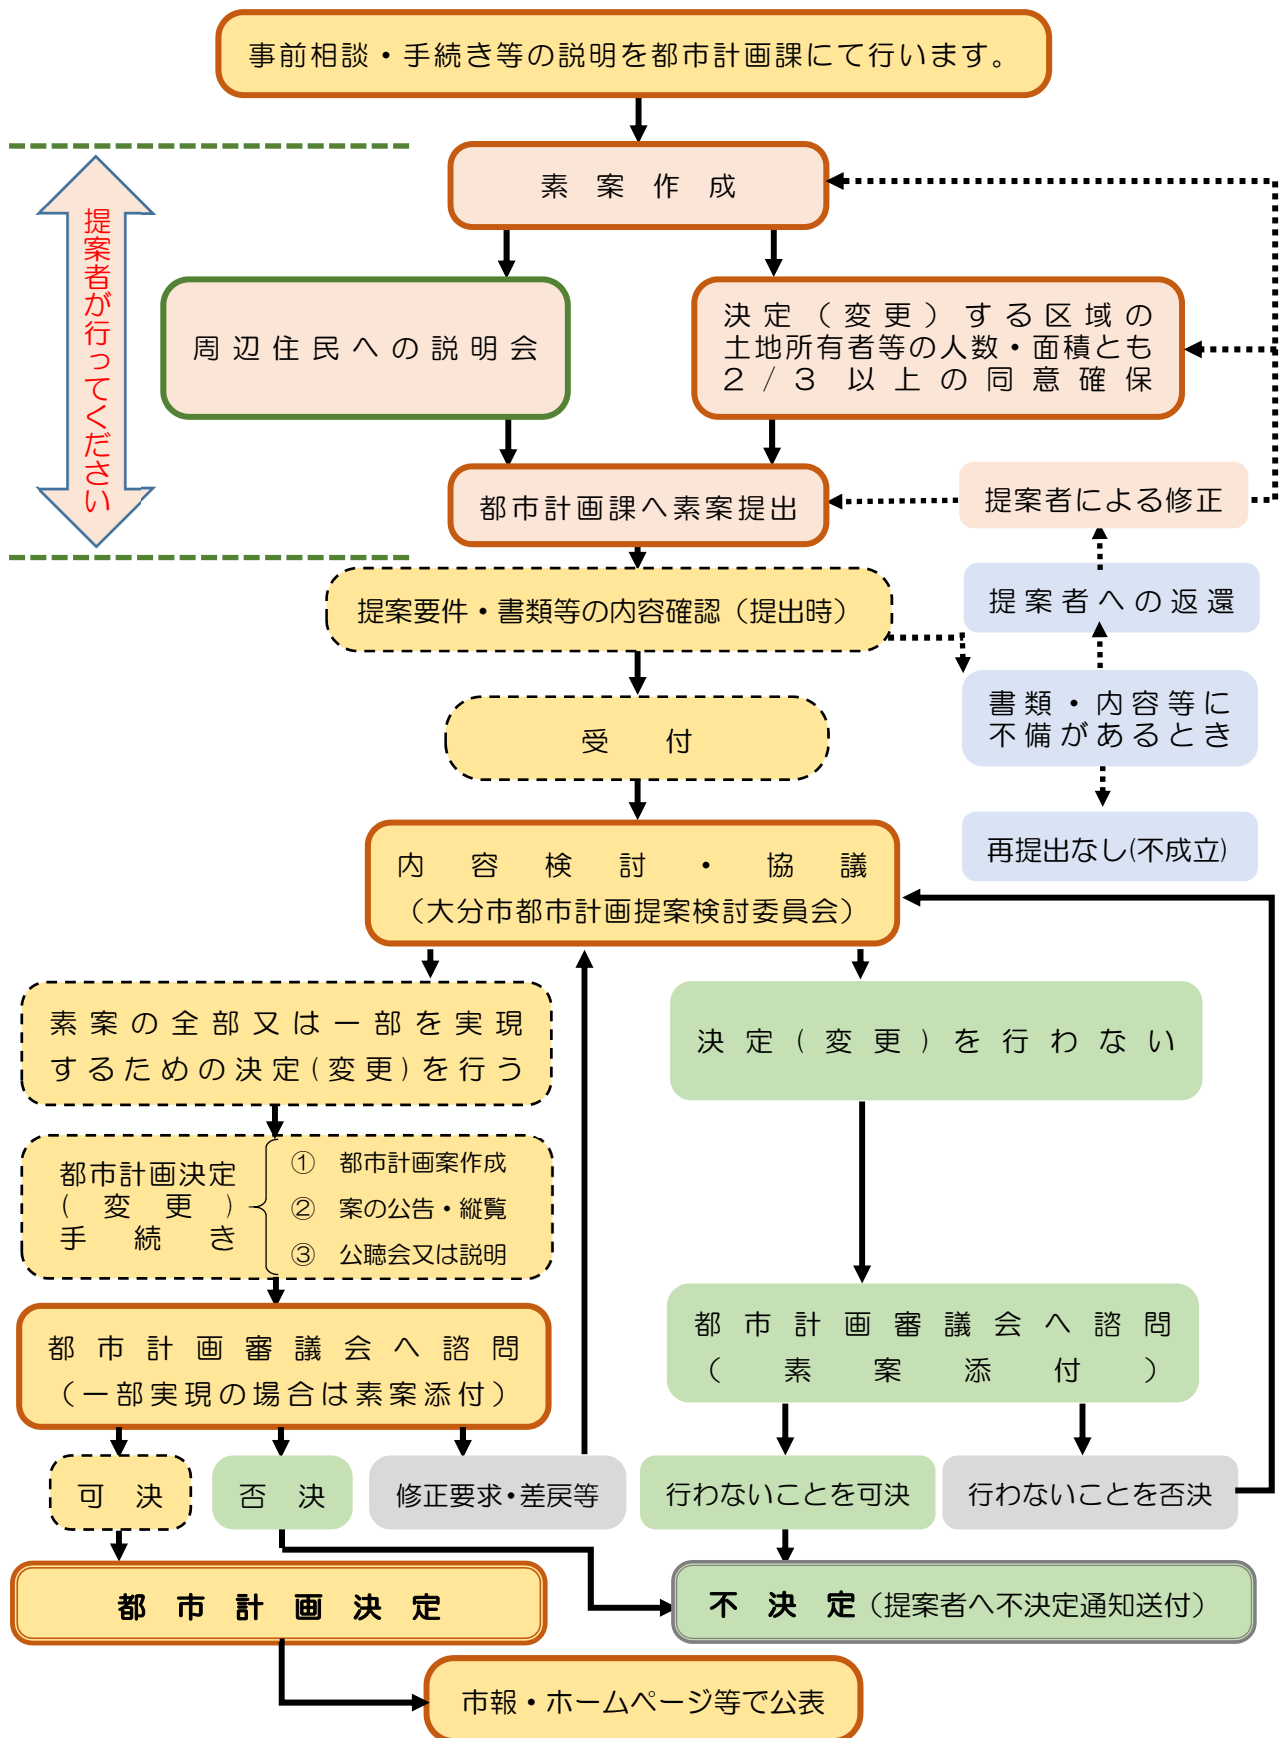 事前相談・手続き等の説明を都市計画課にて行います。
素案作成
提案者が行ってください
周辺住民への説明会
決定（変更）する区域の
土地所有者等の人数・面積とも
２/３以上の同意確保
都市計画課へ素案提出
提案者による修正
提案要件・書類等の内容確認（提出時）
提案者への返還
書類・内容等に
不備があるとき
受付
再提出なし(不成立)
内容検討・協議
（大分市都市計画提案検討委員会）
素案の全部又は一部を実現
するための決定(変更)を行う
決定(変更)を行わない
都市計画決定
(変更)
手続き
① 都市計画案作成
② 案の公告・縦覧
③ 公聴会又は説明
都市計画審議会へ諮問
（一部実現の場合は素案添付）
都市計画審議会へ諮問
（素案添付）
可決
否決
修正要求・差戻等
行わないことを可決
行わないことを否決
都市計画決定
不決定（提案者へ不決定通知送付）
市報・ホームページ等で公表